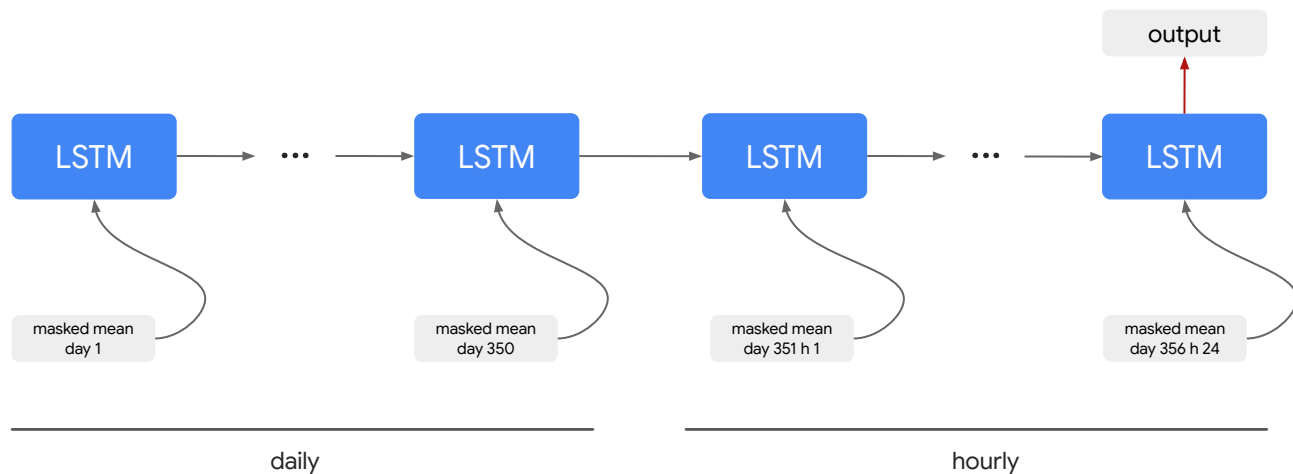 output
LSTM
...
LSTM
LSTM
...
LSTM
masked mean
day 1
masked mean
day 350
masked mean
day 351 h 1
masked mean
day 356 h 24
daily
hourly